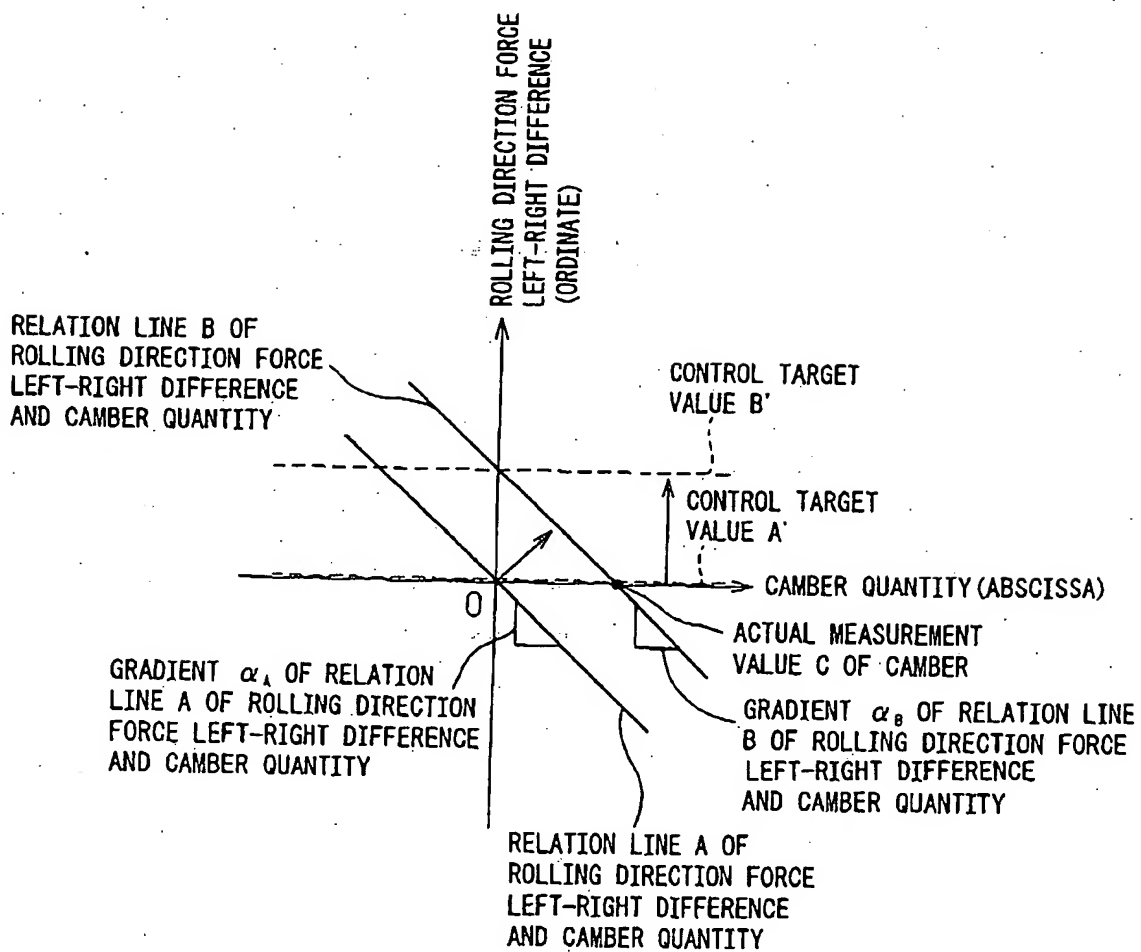 ROLLING DIRECTION FORCE
LEFT-RIGHT DIFFERENCE
(ORDINATE)
RELATION LINE B OF
ROLLING DIRECTION FORCE
LEFT-RIGHT DIFFERENCE
AND CAMBER QUANTITY
CONTROL TARGET
VALUE B'
CONTROL TARGET
VALUE A'
CAMBER QUANTITY (ABSCISSA)
O
ACTUAL MEASUREMENT
VALUE C OF CAMBER
GRADIENT αA OF RELATION
LINE A OF ROLLING DIRECTION
FORCE LEFT-RIGHT DIFFERENCE
AND CAMBER QUANTITY
GRADIENT αB OF RELATION LINE
B OF ROLLING DIRECTION FORCE
LEFT-RIGHT DIFFERENCE
AND CAMBER QUANTITY
RELATION LINE A OF
ROLLING DIRECTION FORCE
LEFT-RIGHT DIFFERENCE
AND CAMBER QUANTITY